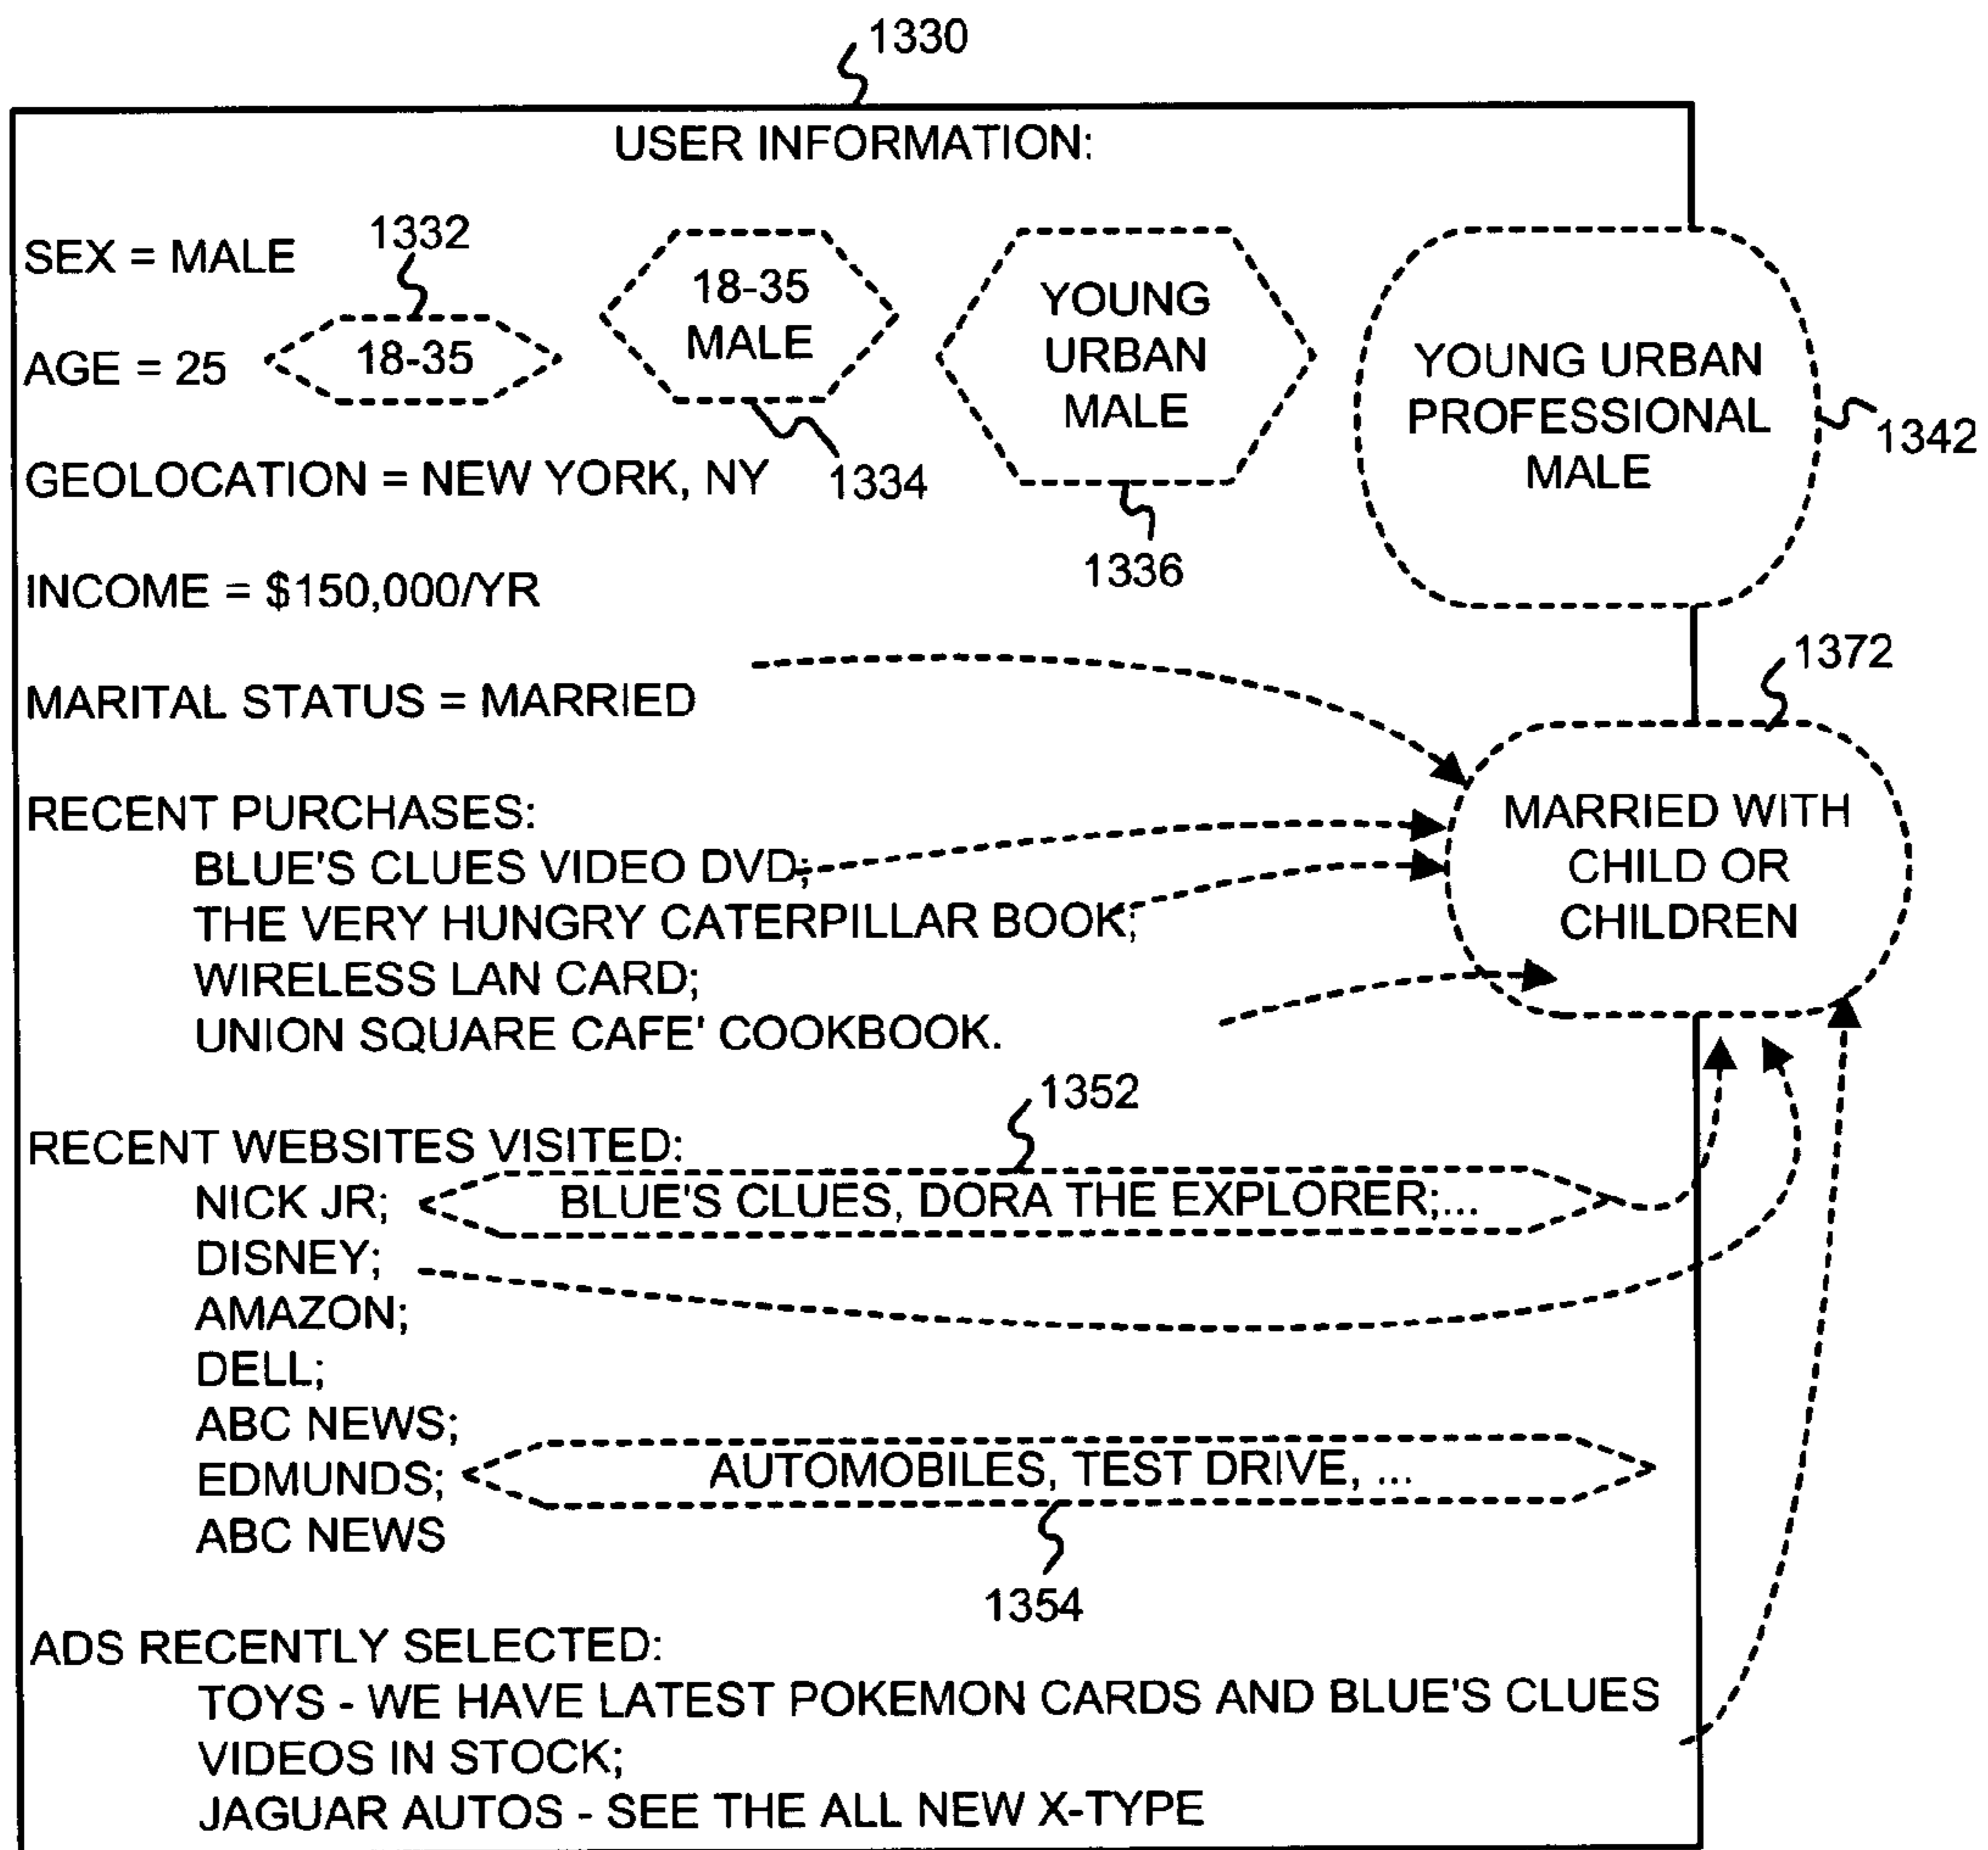 1330
USER INFORMATION:
SEX = MALE
1332
AGE = 25
18-35
18-35
MALE
1334
YOUNG
URBAN
MALE
1336
YOUNG URBAN
PROFESSIONAL
MALE
1342
GEOLOCATION = NEW YORK, NY
INCOME = $150,000/YR
MARITAL STATUS = MARRIED
1372
MARRIED WITH
CHILD OR
CHILDREN
RECENT PURCHASES:
BLUE'S CLUES VIDEO DVD;
THE VERY HUNGRY CATERPILLAR BOOK;
WIRELESS LAN CARD;
UNION SQUARE CAFE' COOKBOOK.
RECENT WEBSITES VISITED:
1352
NICK JR;
BLUE'S CLUES, DORA THE EXPLORER;...
DISNEY;
AMAZON;
DELL;
ABC NEWS;
EDMUNDS;
AUTOMOBILES, TEST DRIVE, ...
ABC NEWS
1354
ADS RECENTLY SELECTED:
TOYS - WE HAVE LATEST POKEMON CARDS AND BLUE'S CLUES
VIDEOS IN STOCK;
JAGUAR AUTOS - SEE THE ALL NEW X-TYPE